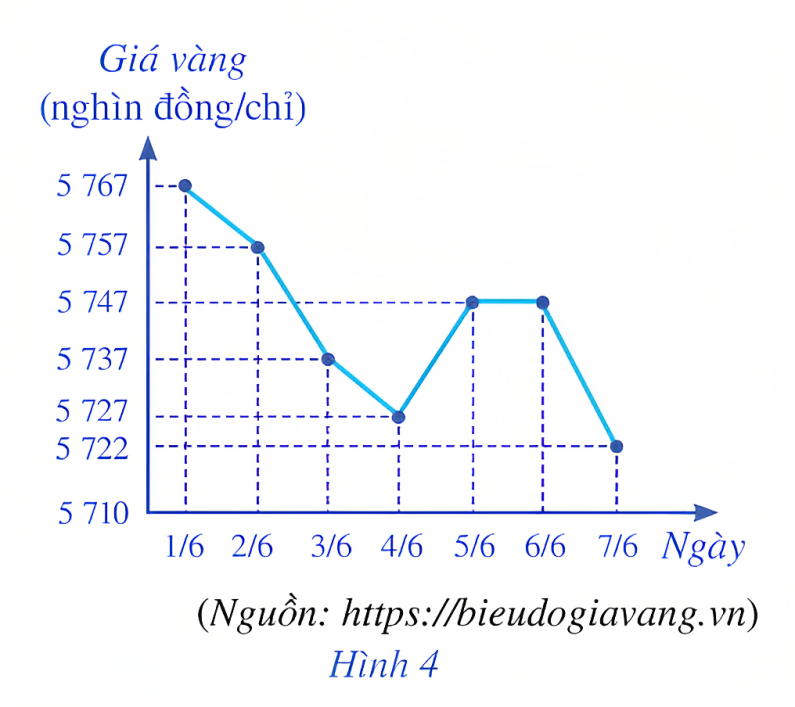 Giá vàng
(nghìn đồng/chỉ)
5 767
5 757
5 747
5 737
5 727
5 722
5 710
1/6 2/6 3/6 4/6 5/6 6/6 7/6 Ngày
(Nguồn: https://bieudogiavang.vn)
Hình 4